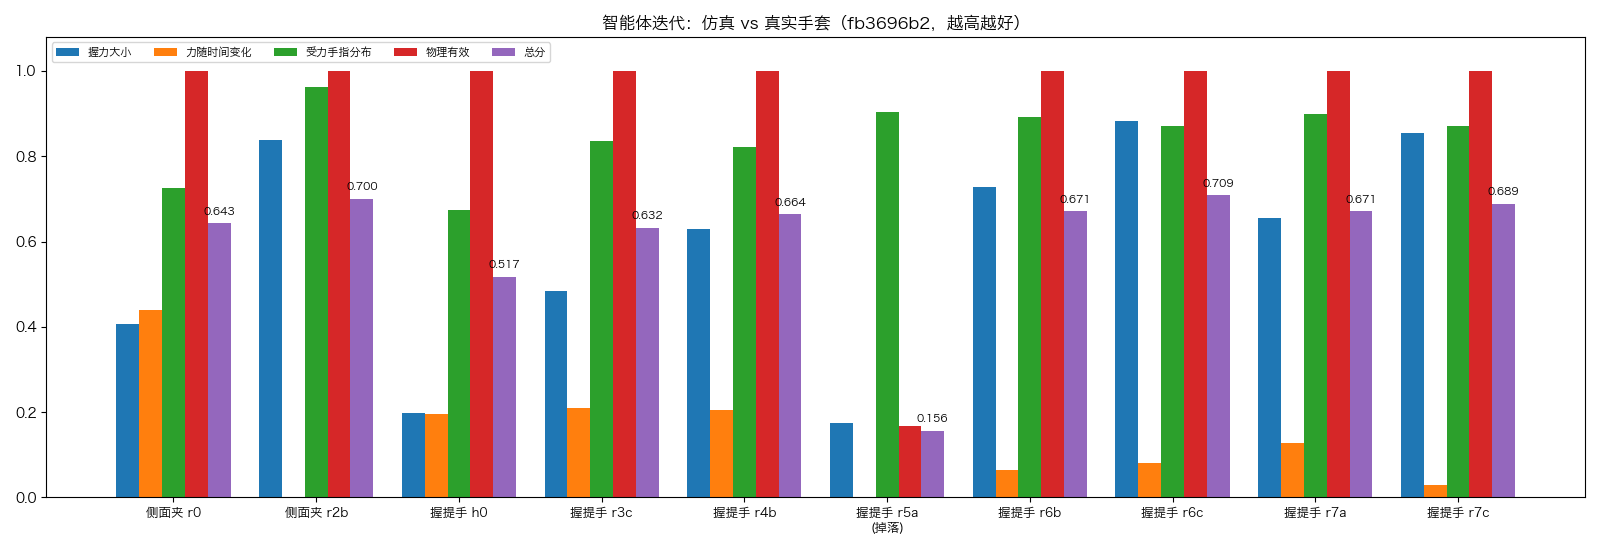 智能体迭代：仿真 vs 真实手套（fb3696b2，越高越好）
握力大小 力随时间变化 受力手指分布 物理有效 总分
1.0
0.8
0.6
0.4
0.2
0.0
0.643
0.700
0.517
0.632
0.664
0.156
0.671
0.709
0.671
0.689
侧面夹 r0
侧面夹 r2b
握提手 h0
握提手 r3c
握提手 r4b
握提手 r5a
(掉落)
握提手 r6b
握提手 r6c
握提手 r7a
握提手 r7c